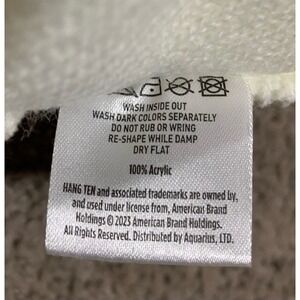 WASH INSIDE OUT
WASH DARK COLORS SEPARATELY
DO NOT RUB OR WRING
RE-SHAPE WHILE DAMP
DRY FLAT
100% Acrylic
HANG TEN and associated trademarks are owned by,
and used under license from, American Brand
Holdings © 2023 American Brand Holdings.
All Rights Reserved. Distributed by Aquarius, LTD.